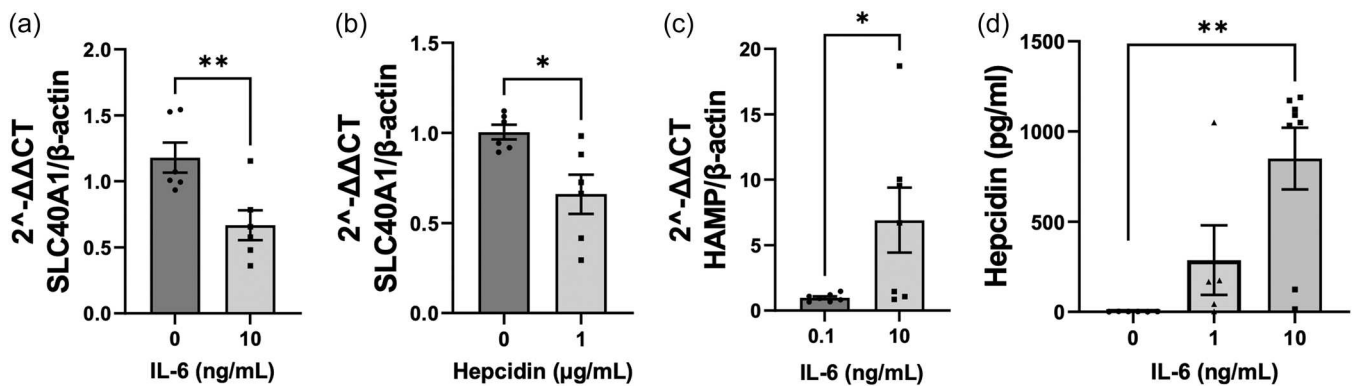 (a)
2^-ΔΔCT
SLC40A1/β-actin
2.0
1.5
1.0
0.5
0.0
**
0
10
IL-6 (ng/mL)
(b)
2^-ΔΔCT
SLC40A1/β-actin
1.5
1.0
0.5
0.0
*
0
1
Hepcidin (µg/mL)
(c)
2^-ΔΔCT
HAMP/β-actin
20
15
10
5
0
*
0.1
10
IL-6 (ng/mL)
(d)
Hepcidin (pg/ml)
1500
1000
500
0
**
0
1
10
IL-6 (ng/mL)